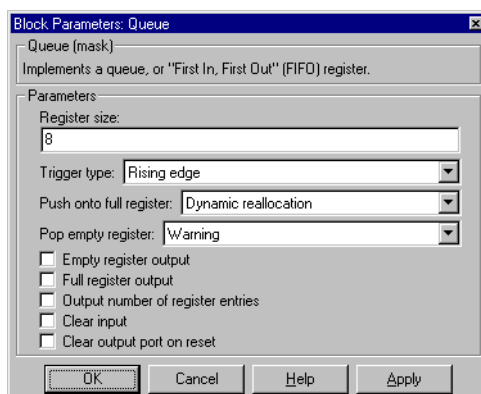 Block Parameters: Queue
Queue (mask)
Implements a queue, or "First In, First Out" (FIFO) register.
Parameters
Register size:
8
Trigger type: Rising edge
Push onto full register: Dynamic reallocation
Pop empty register: Warning
Empty register output
Full register output
Output number of register entries
Clear input
Clear output port on reset
OK Cancel Help Apply